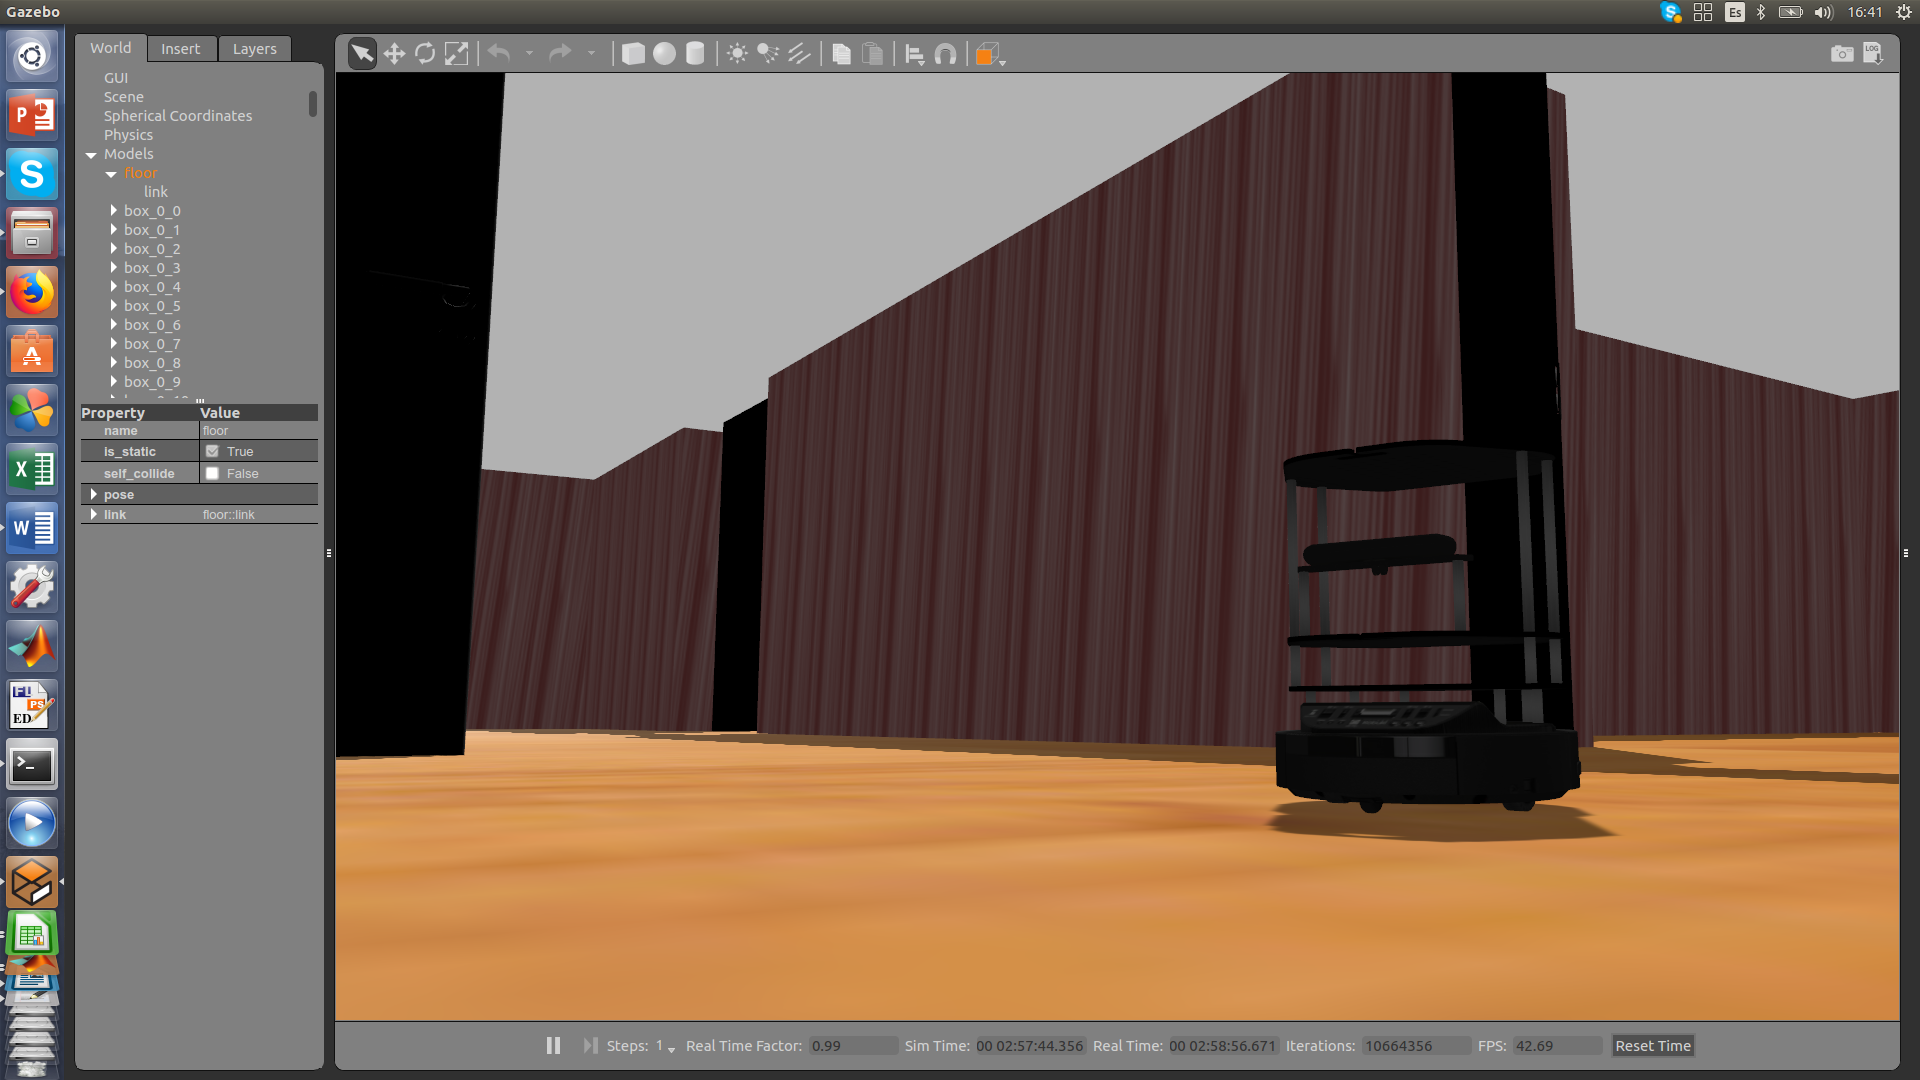 Gazebo
Es
16:41
World Insert Layers
LOG
GUI
Scene
Spherical Coordinates
Physics
Models
floor
link
box_0_0
box_0_1
box_0_2
box_0_3
box_0_4
box_0_5
box_0_6
box_0_7
box_0_8
box_0_9
Property Value
name floor
is_static True
self_collide False
pose
link floor::link
Steps: 1 Real Time Factor: 0.99 Sim Time: 00 02:57:44.356 Real Time: 00 02:58:56.671 Iterations: 10664356 FPS: 42.69 Reset Time